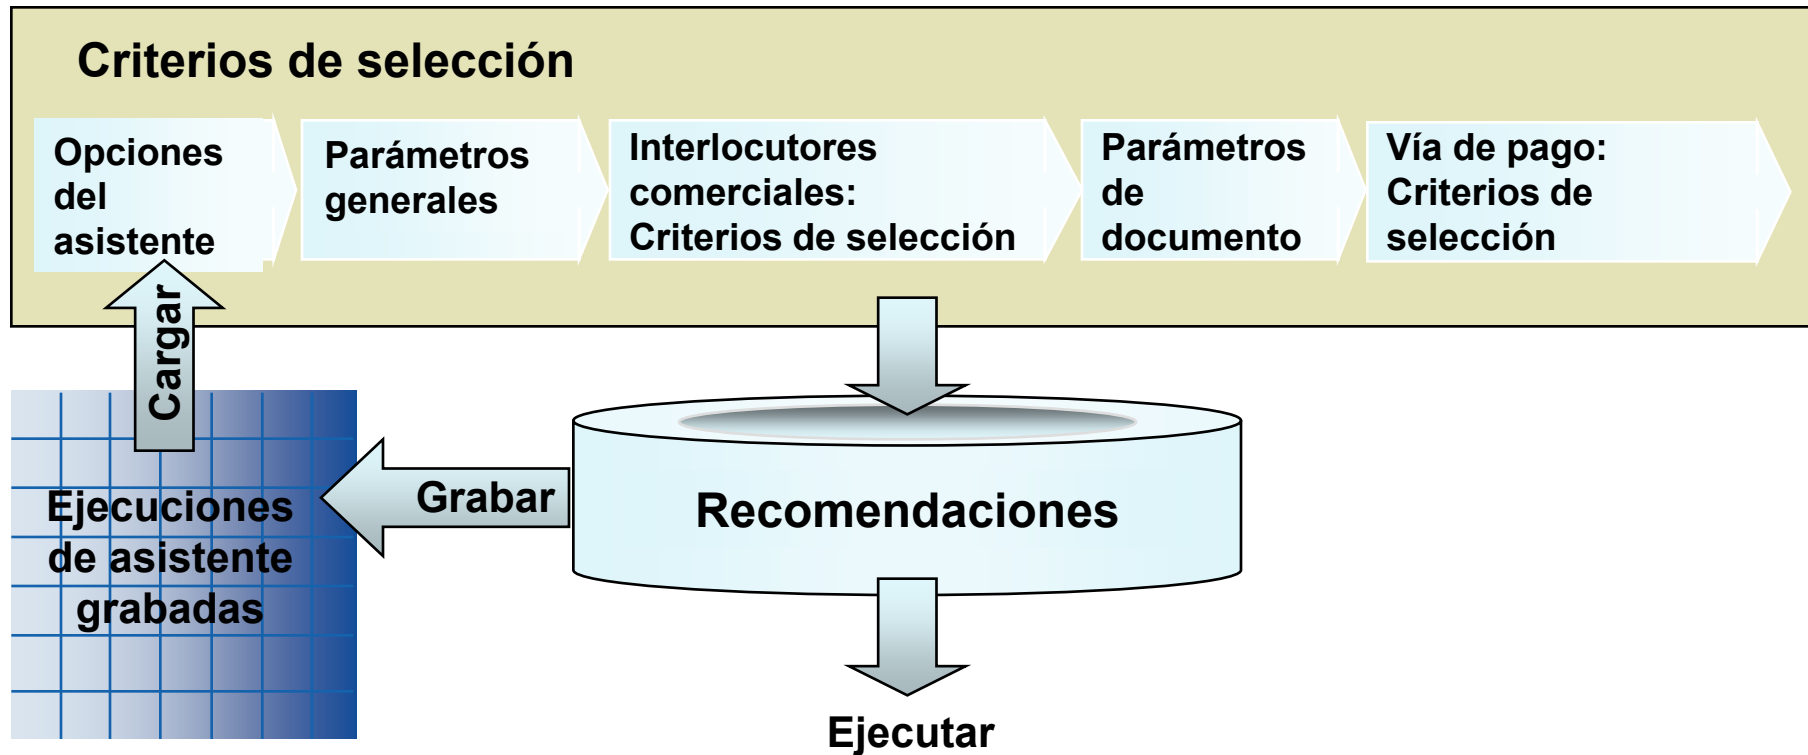 Criterios de selección
Opciones
del
asistente
Parámetros
generales
Interlocutores
comerciales:
Criterios de selección
Parámetros
de
documento
Vía de pago:
Criterios de
selección
Cargar
Ejecuciones
de asistente
grabadas
Grabar
Recomendaciones
Ejecutar